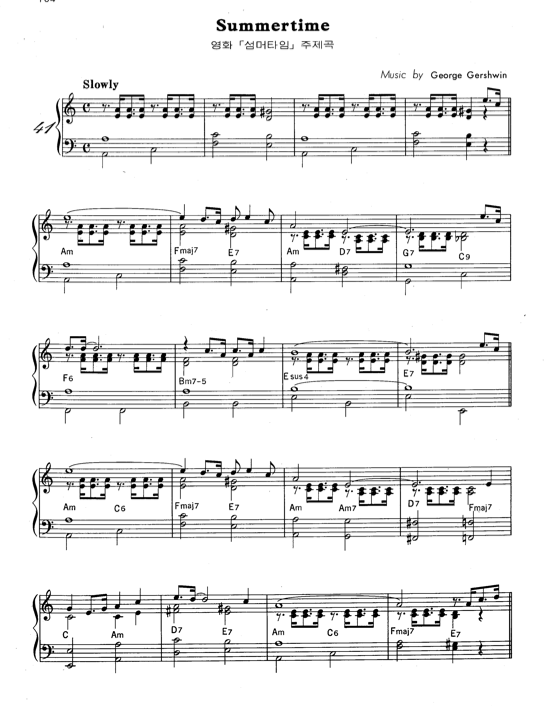 Summertime
영화 「섬머타임」 주제곡
Music by George Gershwin
Slowly
41
Am Fmaj7 E7 Am D7 G7 C9
F6 Bm7-5 Esus4 E7
Am C6 Fmaj7 E7 Am Am7 D7 Fmaj7
C Am D7 E7 Am C6 Fmaj7 E7